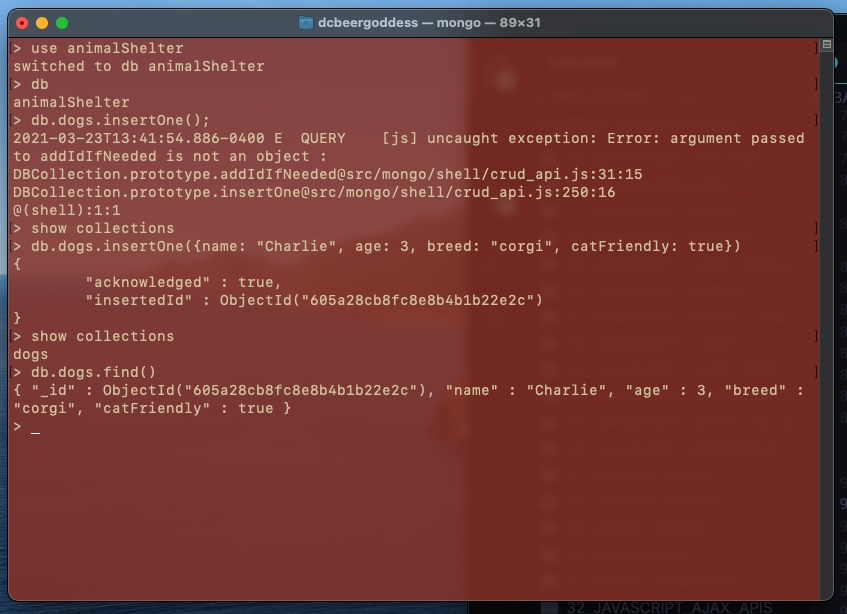 dcbeergoddess — mongo — 89×31
> use animalShelter
switched to db animalShelter
> db
animalShelter
> db.dogs.insertOne();
2021-03-23T13:41:54.886-0400 E  QUERY    [js] uncaught exception: Error: argument passed
to addIdIfNeeded is not an object :
DBCollection.prototype.addIdIfNeeded@src/mongo/shell/crud_api.js:31:15
DBCollection.prototype.insertOne@src/mongo/shell/crud_api.js:250:16
@(shell):1:1
> show collections
> db.dogs.insertOne({name: "Charlie", age: 3, breed: "corgi", catFriendly: true})
{
        "acknowledged" : true,
        "insertedId" : ObjectId("605a28cb8fc8e8b4b1b22e2c")
}
> show collections
dogs
> db.dogs.find()
{ "_id" : ObjectId("605a28cb8fc8e8b4b1b22e2c"), "name" : "Charlie", "age" : 3, "breed" :
"corgi", "catFriendly" : true }
> _
32_JAVASCRIPT_AJAX_APIS